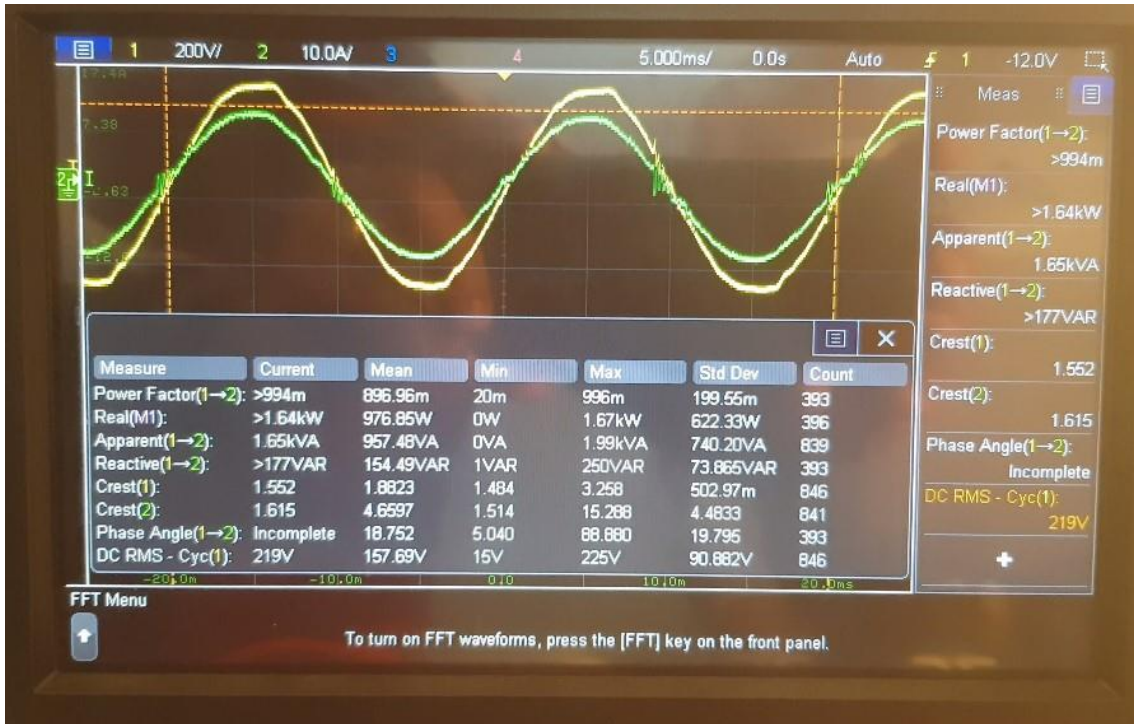 1 200V/ 2 10.0A/ 3 4 5.000ms/ 0.0s Auto 1 -12.0V
17.4A
7.38
-2.63
2
T
I
Meas
Power Factor(1→2):
>994m
Real(M1):
>1.64kW
Apparent(1→2):
1.65kVA
Reactive(1→2):
>177VAR
Crest(1):
1.552
Crest(2):
1.615
Phase Angle(1→2):
Incomplete
DC RMS - Cyc(1):
219V
Measure Current Mean Min Max Std Dev Count
Power Factor(1→2): >994m 896.96m 20m 996m 199.55m 393
Real(M1): >1.64kW 976.85W 0W 1.67kW 622.33W 396
Apparent(1→2): 1.65kVA 957.48VA 0VA 1.99kVA 740.20VA 839
Reactive(1→2): >177VAR 154.49VAR 1VAR 250VAR 73.865VAR 393
Crest(1): 1.552 1.8823 1.484 3.258 502.97m 846
Crest(2): 1.615 4.6597 1.514 15.288 4.4833 841
Phase Angle(1→2): Incomplete 18.752 5.040 88.880 19.795 393
DC RMS - Cyc(1): 219V 157.69V 15V 225V 90.882V 846
-20.0m -10.0m 0.0 10.0m 20.0ms
FFT Menu
To turn on FFT waveforms, press the [FFT] key on the front panel.